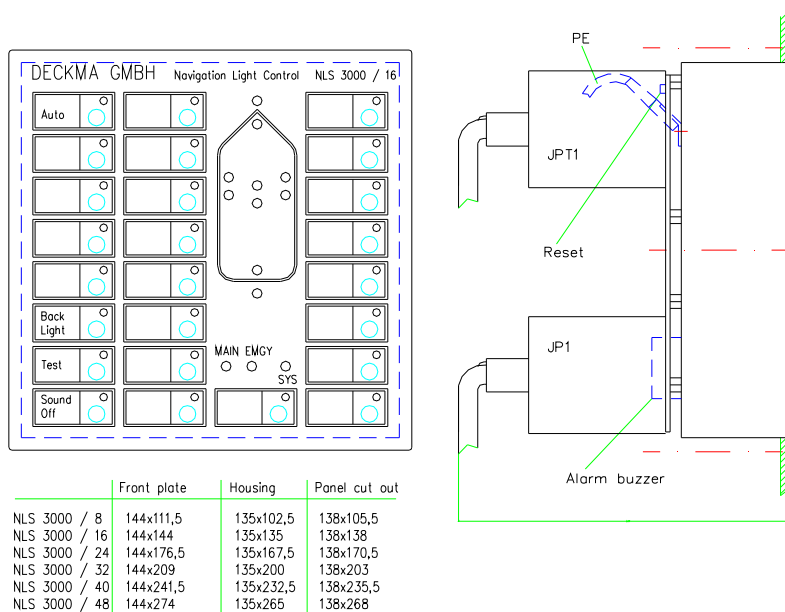 DECKMA GMBH Navigation Light Control NLS 3000 / 16
Auto
Back
Light
Test
Sound
Off
MAIN EMGY
SYS
PE
JPT1
Reset
JP1
Alarm buzzer
Front plate Housing Panel cut out
NLS 3000 / 8 144x111,5 135x102,5 138x105,5
NLS 3000 / 16 144x144 135x135 138x138
NLS 3000 / 24 144x176,5 135x167,5 138x170,5
NLS 3000 / 32 144x209 135x200 138x203
NLS 3000 / 40 144x241,5 135x232,5 138x235,5
NLS 3000 / 48 144x274 135x265 138x268